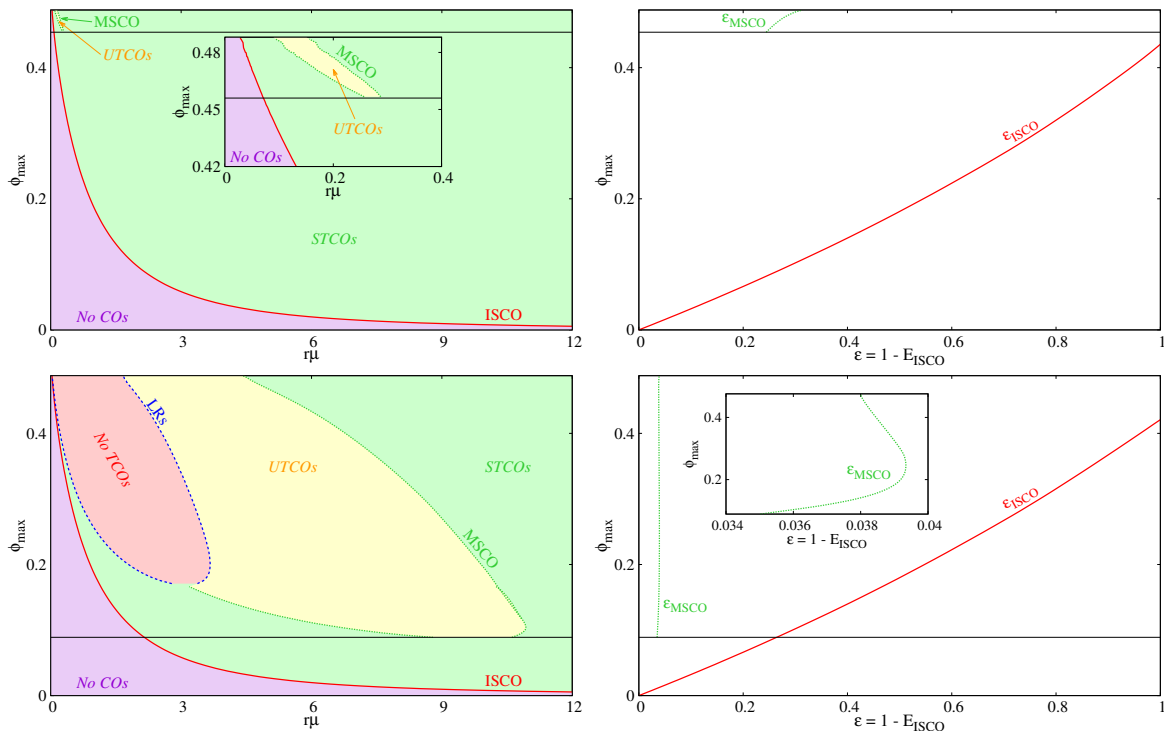 MSCO
UTCOs
0.4
0.2
0
ϕmax
0.48
0.45
0.42
ϕmax
MSCO
UTCOs
No COs
0
0.2
0.4
rμ
STCOs
No COs
ISCO
0
3
6
9
12
rμ
εMSCO
εISCO
0.4
0.2
0
ϕmax
0
0.2
0.4
0.6
0.8
1
ε = 1 - EISCO
0.4
0.2
0
ϕmax
LRs
No TCOs
UTCOs
STCOs
MSCO
No COs
ISCO
0
3
6
9
12
rμ
0.4
0.2
0
ϕmax
0.4
0.2
ϕmax
εMSCO
0.034
0.036
0.038
0.04
ε = 1 - EISCO
εISCO
εMSCO
0
0.2
0.4
0.6
0.8
1
ε = 1 - EISCO